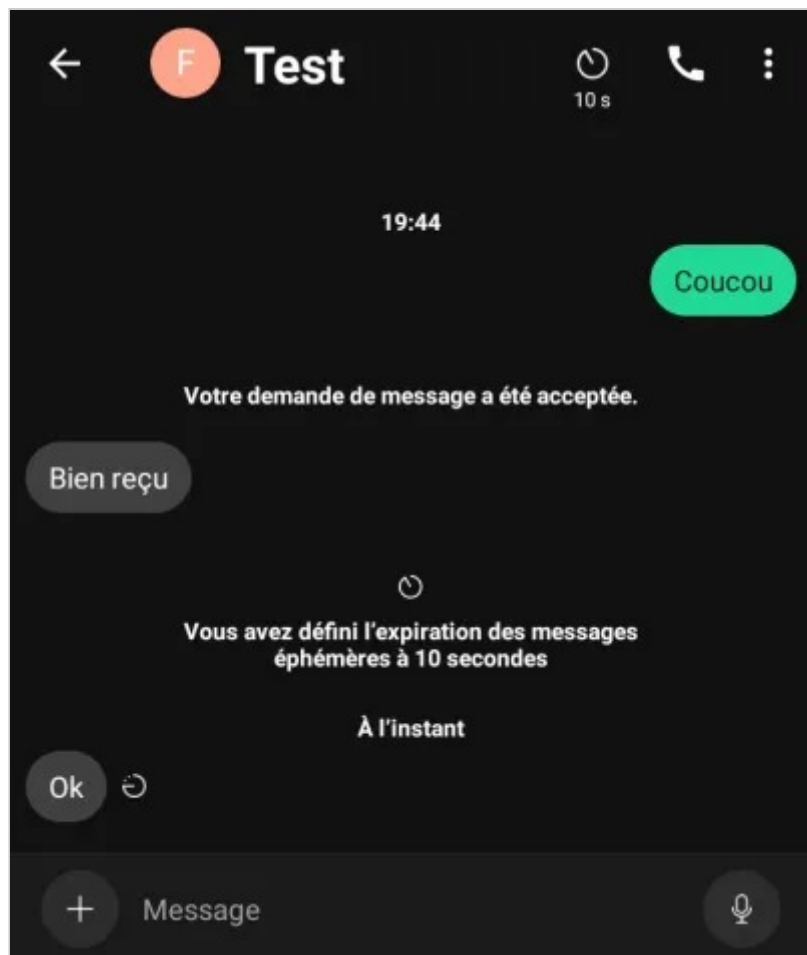 F
Test
10 s
19:44
Coucou
Votre demande de message a été acceptée.
Bien reçu
Vous avez défini l’expiration des messages
éphémères à 10 secondes
À l’instant
Ok
Message